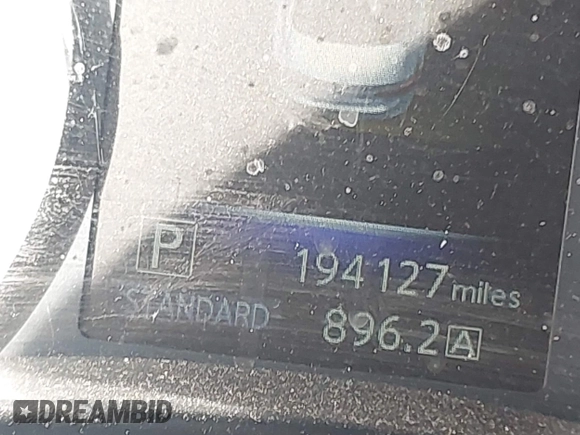 P 194127 miles
STANDARD 896.2 A
DREAMBID